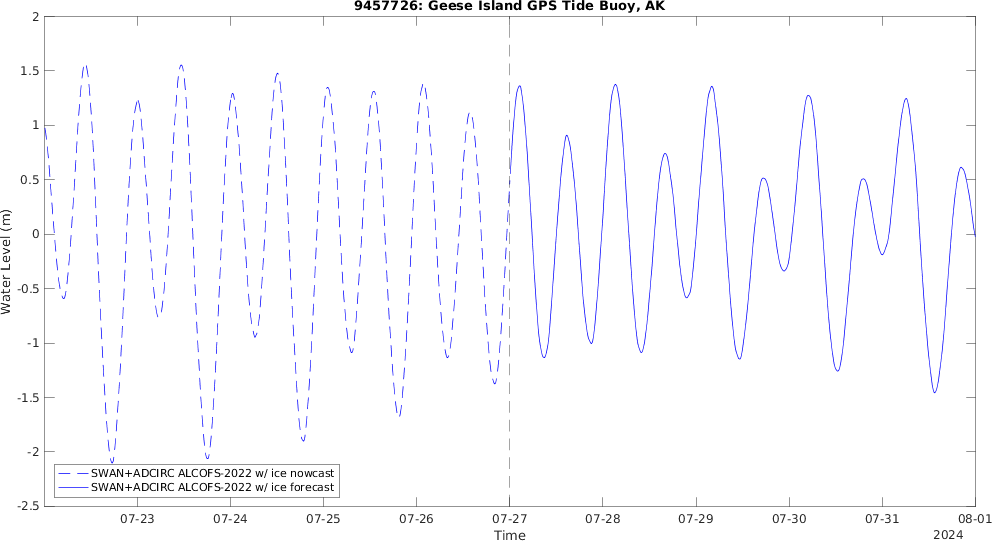 9457726: Geese Island GPS Tide Buoy, AK
Water Level (m)
2
1.5
1
0.5
0
-0.5
-1
-1.5
-2
-2.5
SWAN+ADCIRC ALCOFS-2022 w/ ice nowcast
SWAN+ADCIRC ALCOFS-2022 w/ ice forecast
07-23 07-24 07-25 07-26 07-27 07-28 07-29 07-30 07-31 08-01
Time
2024